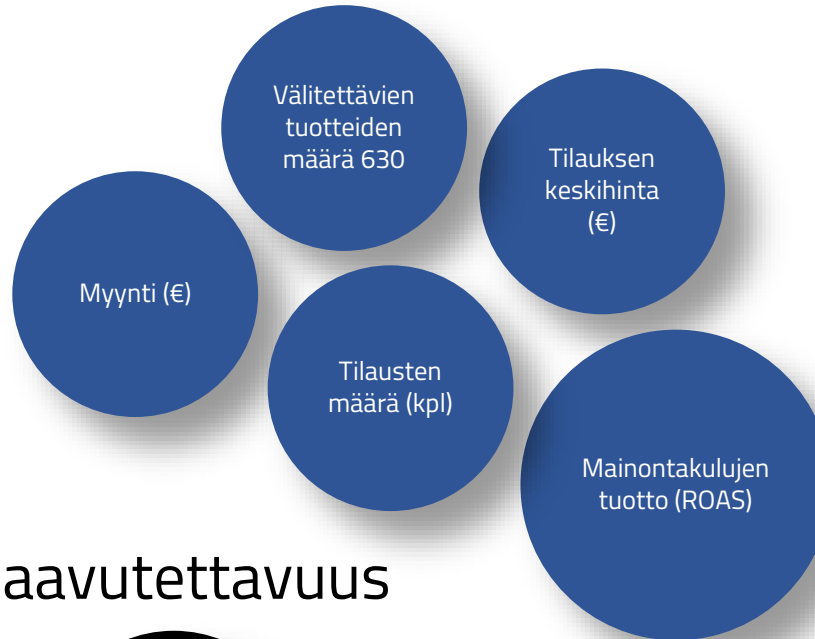 Välitettävien
tuotteiden
määrä 630
Tilauksen
keskihinta
(€)
Myynti (€)
Tilausten
määrä (kpl)
Mainontakulujen
tuotto (ROAS)
aavutettavuus